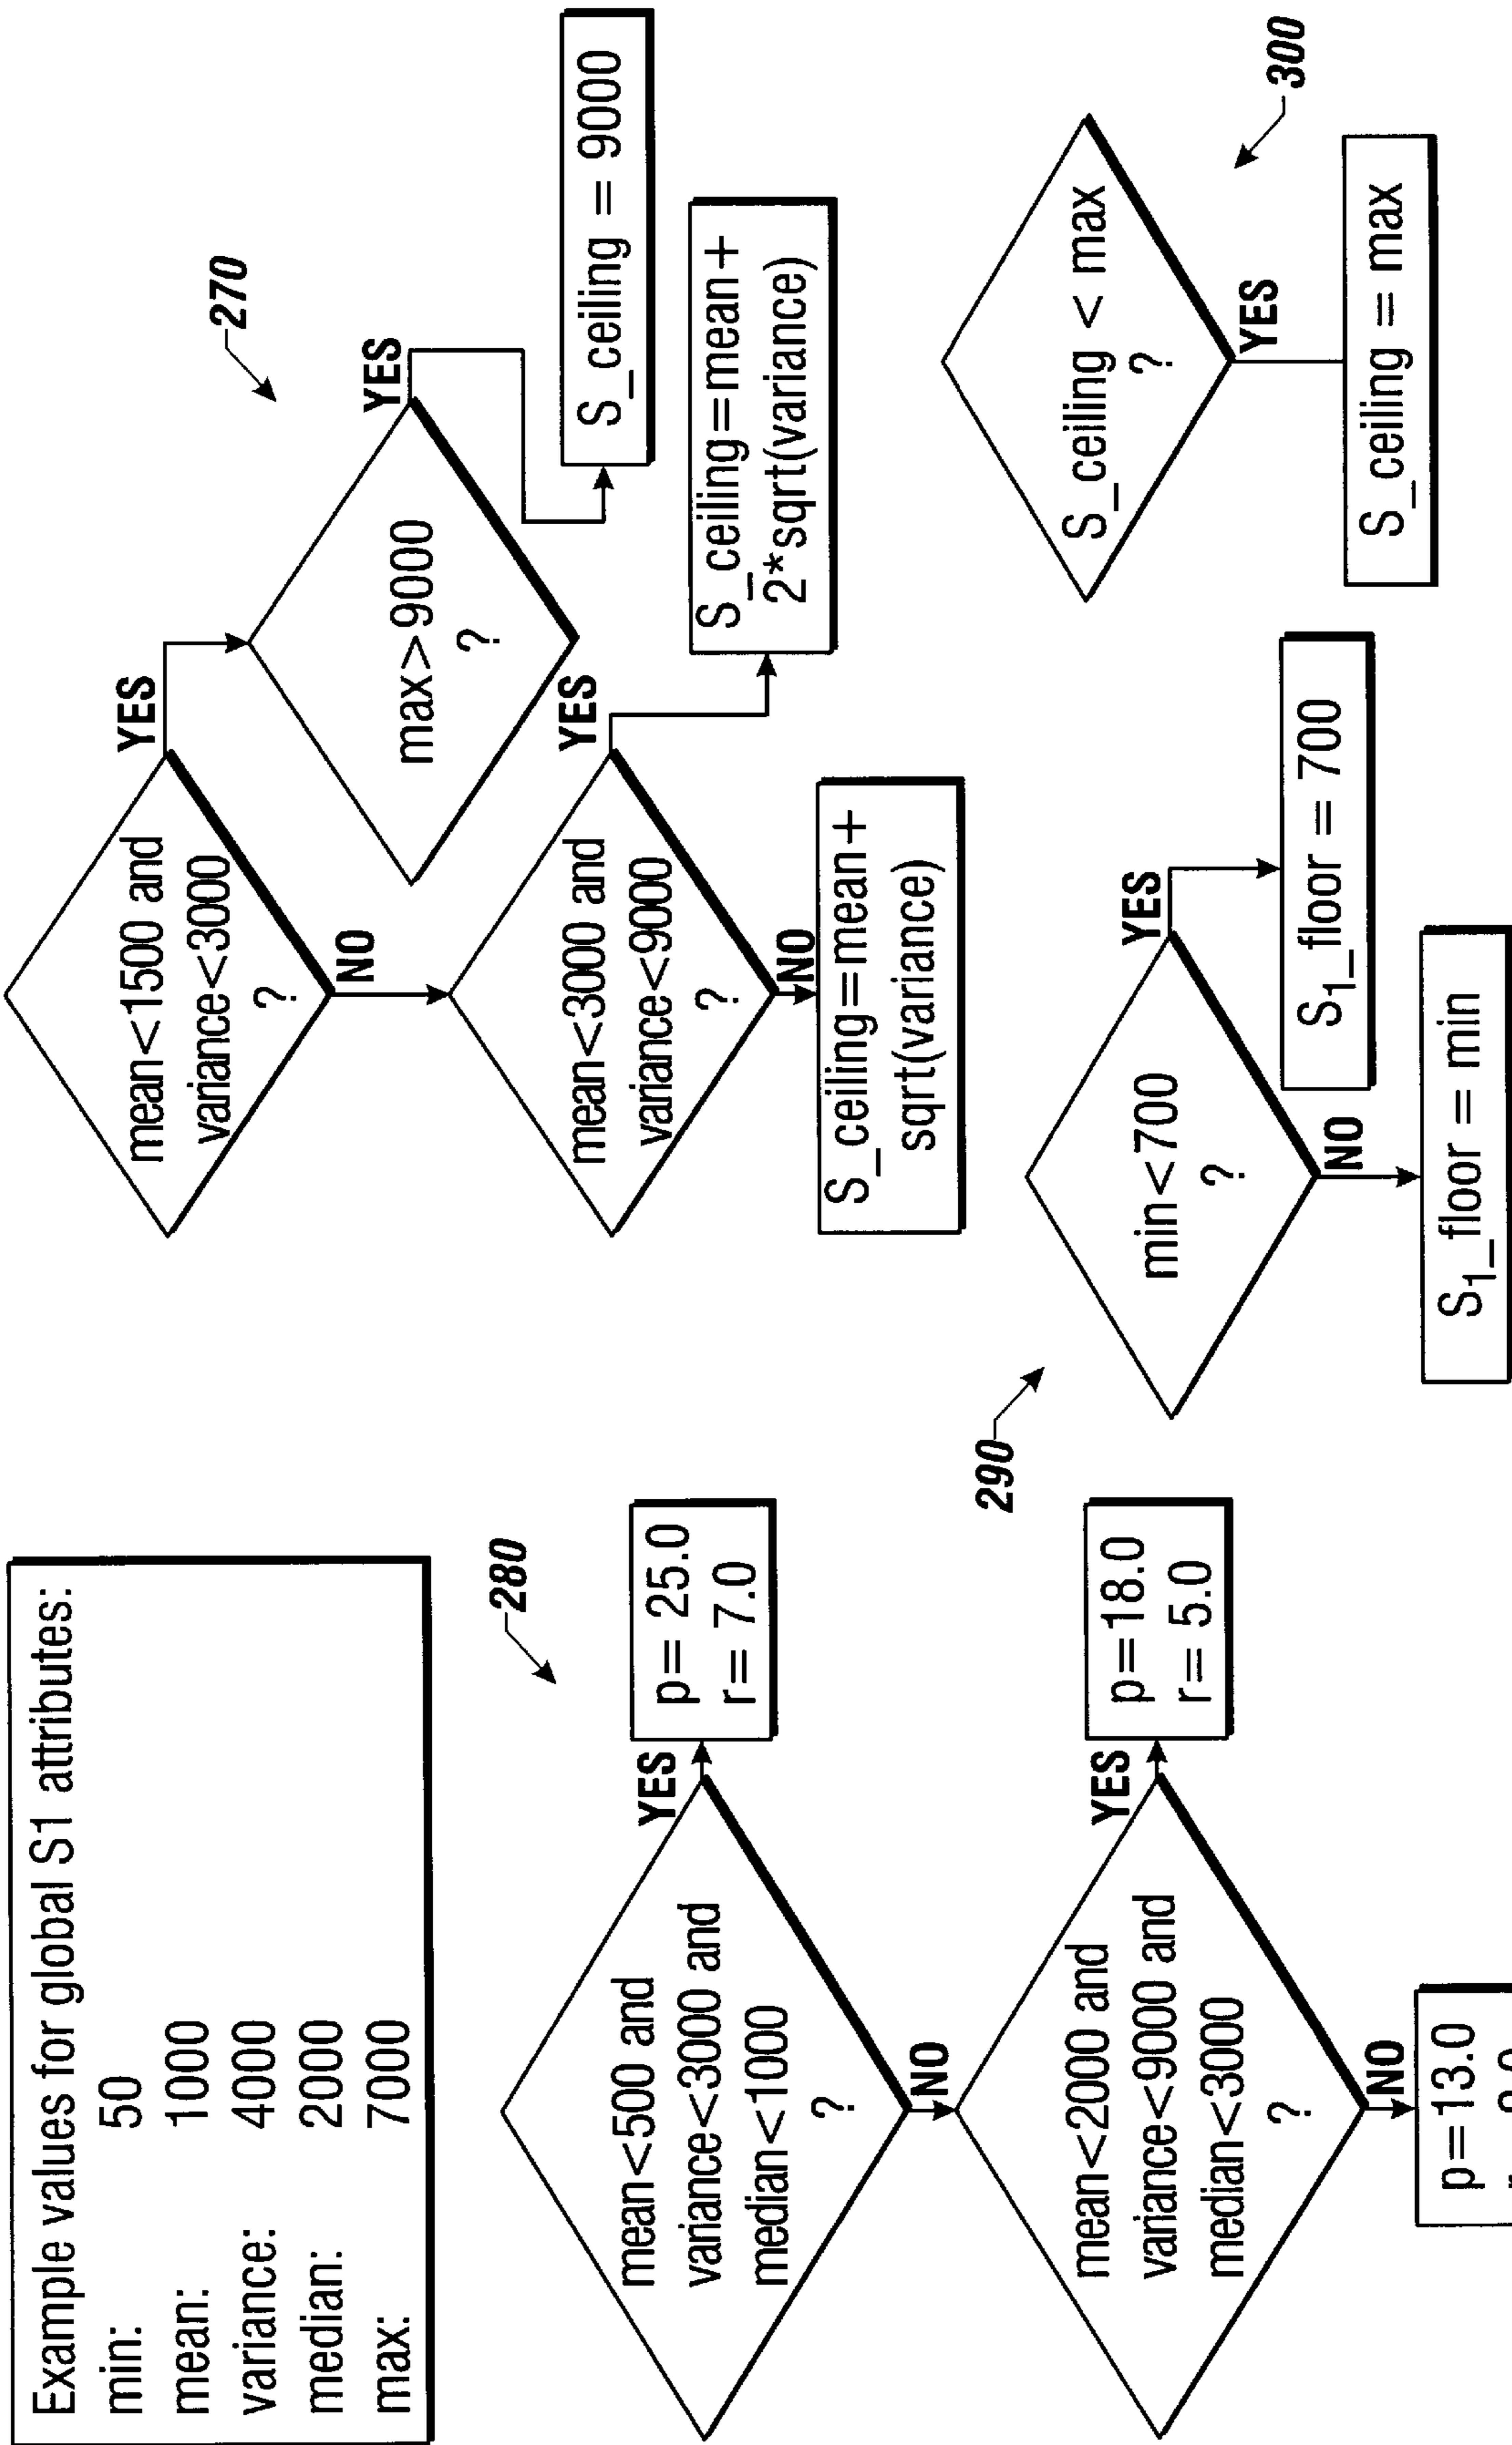 Example values for global S1 attributes:
min: 50
mean: 1000
variance: 4000
median: 2000
max: 7000
280
mean<500 and
variance<3000 and
median<1000
?
YES
p= 25.0
r= 7.0
NO
mean<2000 and
variance<9000 and
median<3000
?
YES
p=18.0
r= 5.0
NO
p=13.0
270
mean<1500 and
variance<3000
?
YES
max>9000
?
YES
S_ceiling = 9000
NO
mean<3000 and
variance<9000
?
YES
S_ceiling=mean+
2*sqrt(variance)
NO
S_ceiling=mean+
sqrt(variance)
290
min<700
?
YES
S1_floor = 700
NO
S1_floor = min
300
S_ceiling < max
?
YES
S_ceiling = max